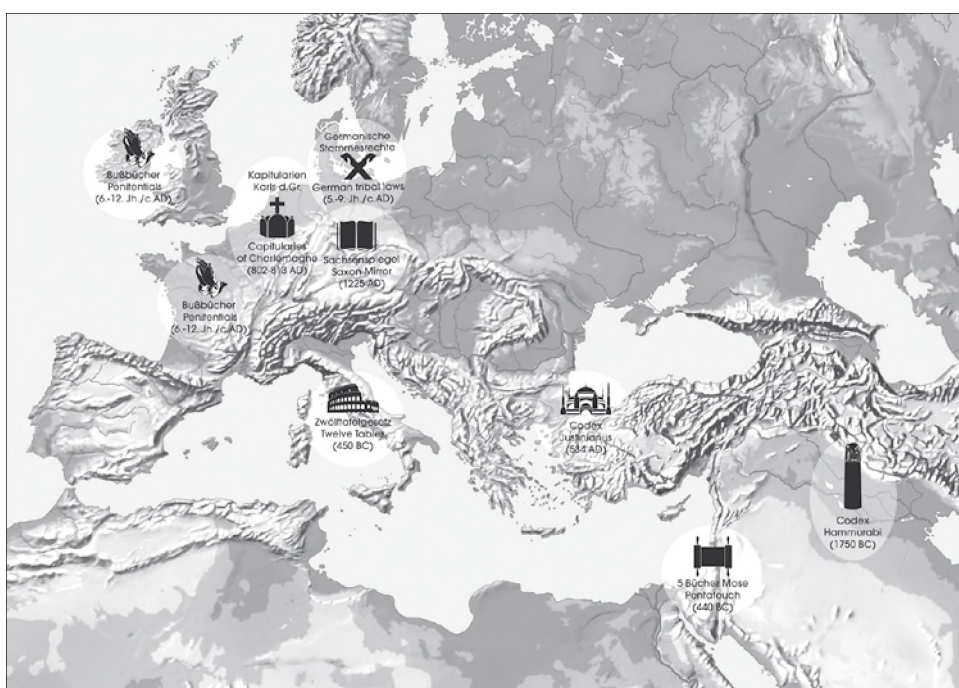 Germanische
Stammesrechte
German tribal laws
(5.-9. Jh./c.AD)
Bußbücher
Penitentials
(6.-12. Jh./c.AD)
Kapitularien
Karls d.Gr.
Capitularies
of Charlemagne
(802-813 AD)
Sachsenspiegel
Saxon Mirror
(1225 AD)
Bußbücher
Penitentials
(6.-12. Jh./c.AD)
Zwölftafelgesetz
Twelve Tables
(450 BC)
Codex
Justinianus
(534 AD)
Codex
Hammurabi
(1750 BC)
5 Bücher Mose
Pentateuch
(440 BC)